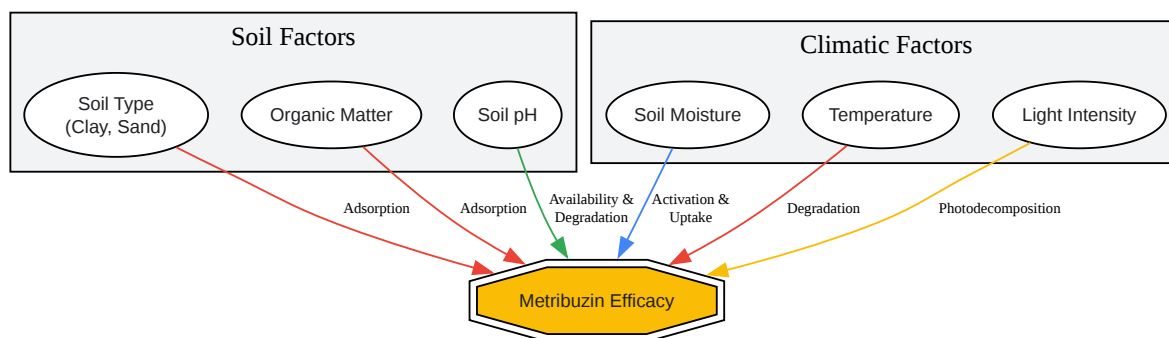 Soil Factors
Climatic Factors
Soil Type
(Clay, Sand)
Organic Matter
Soil pH
Soil Moisture
Temperature
Light Intensity
Adsorption
Adsorption
Availability &
Degradation
Activation &
Uptake
Degradation
Photodecomposition
Metribuzin Efficacy